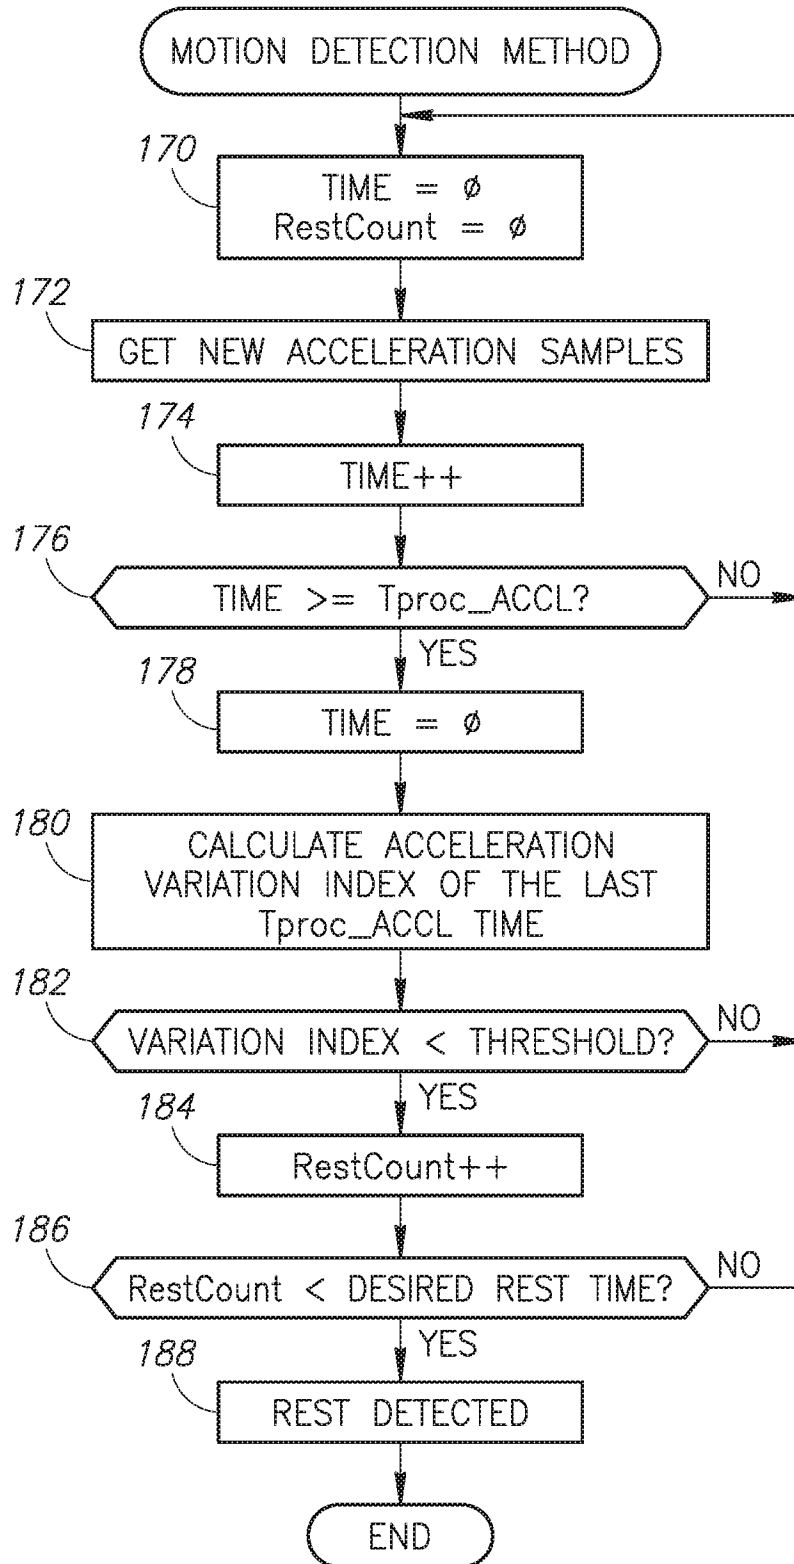 MOTION DETECTION METHOD
170
TIME = ø
RestCount = ø
172
GET NEW ACCELERATION SAMPLES
174
TIME++
176
TIME >= Tproc_ACCL?
NO
YES
178
TIME = ø
180
CALCULATE ACCELERATION
VARIATION INDEX OF THE LAST
Tproc_ACCL TIME
182
VARIATION INDEX < THRESHOLD?
NO
YES
184
RestCount++
186
RestCount < DESIRED REST TIME?
NO
YES
188
REST DETECTED
END